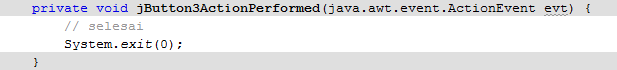 private void jButton3ActionPerformed(java.awt.event.ActionEvent evt) {
// selesai
System.exit(0);
}